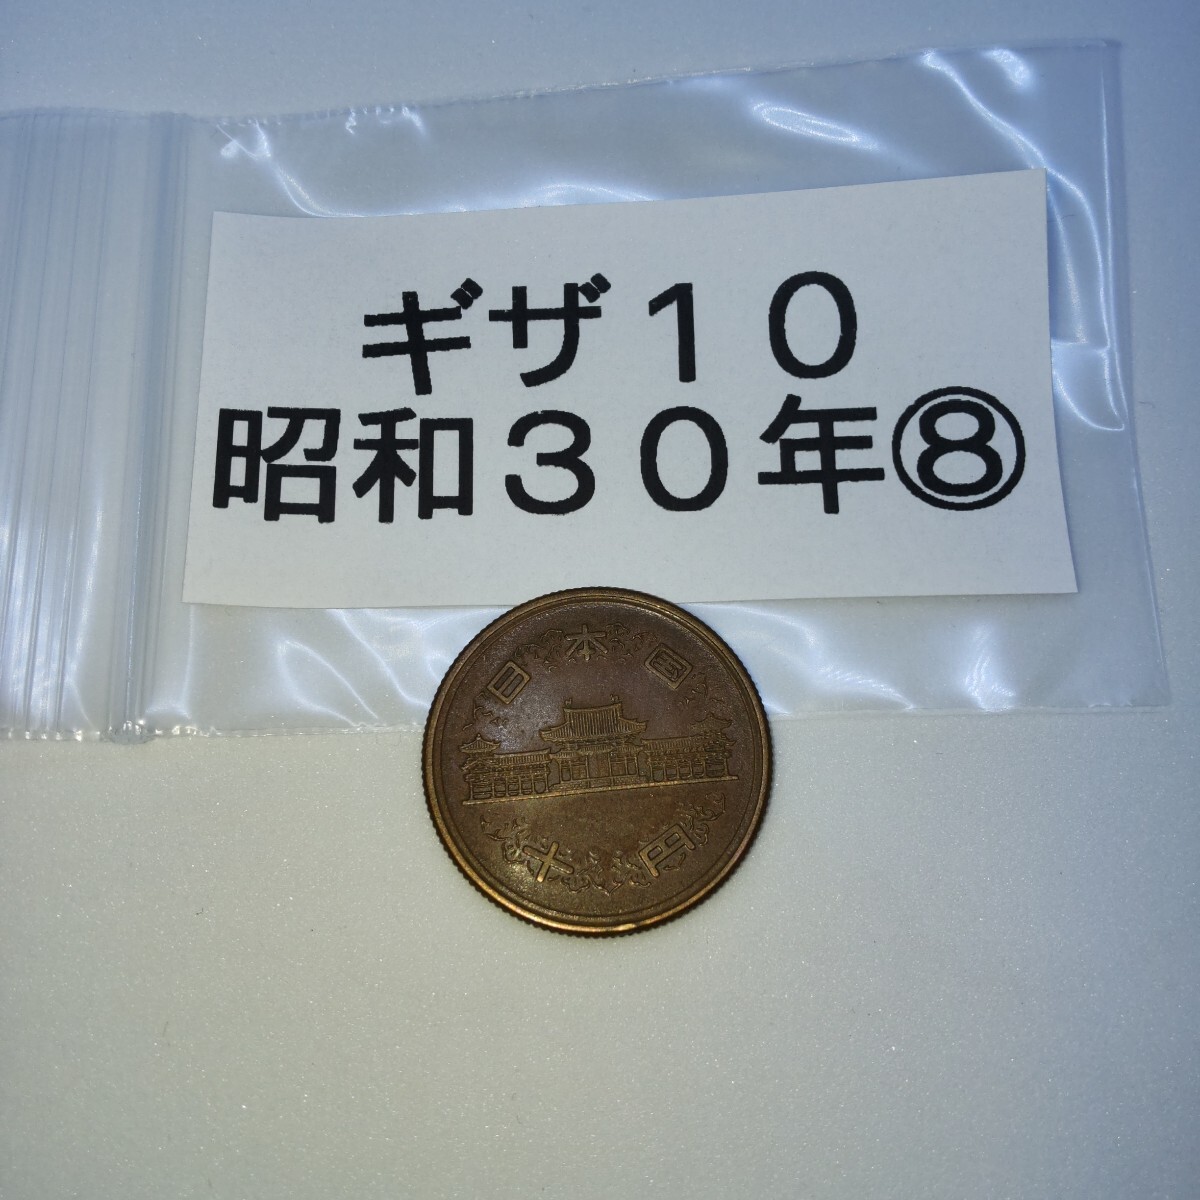 ギザ１０
昭和３０年⑧
日本国
十円